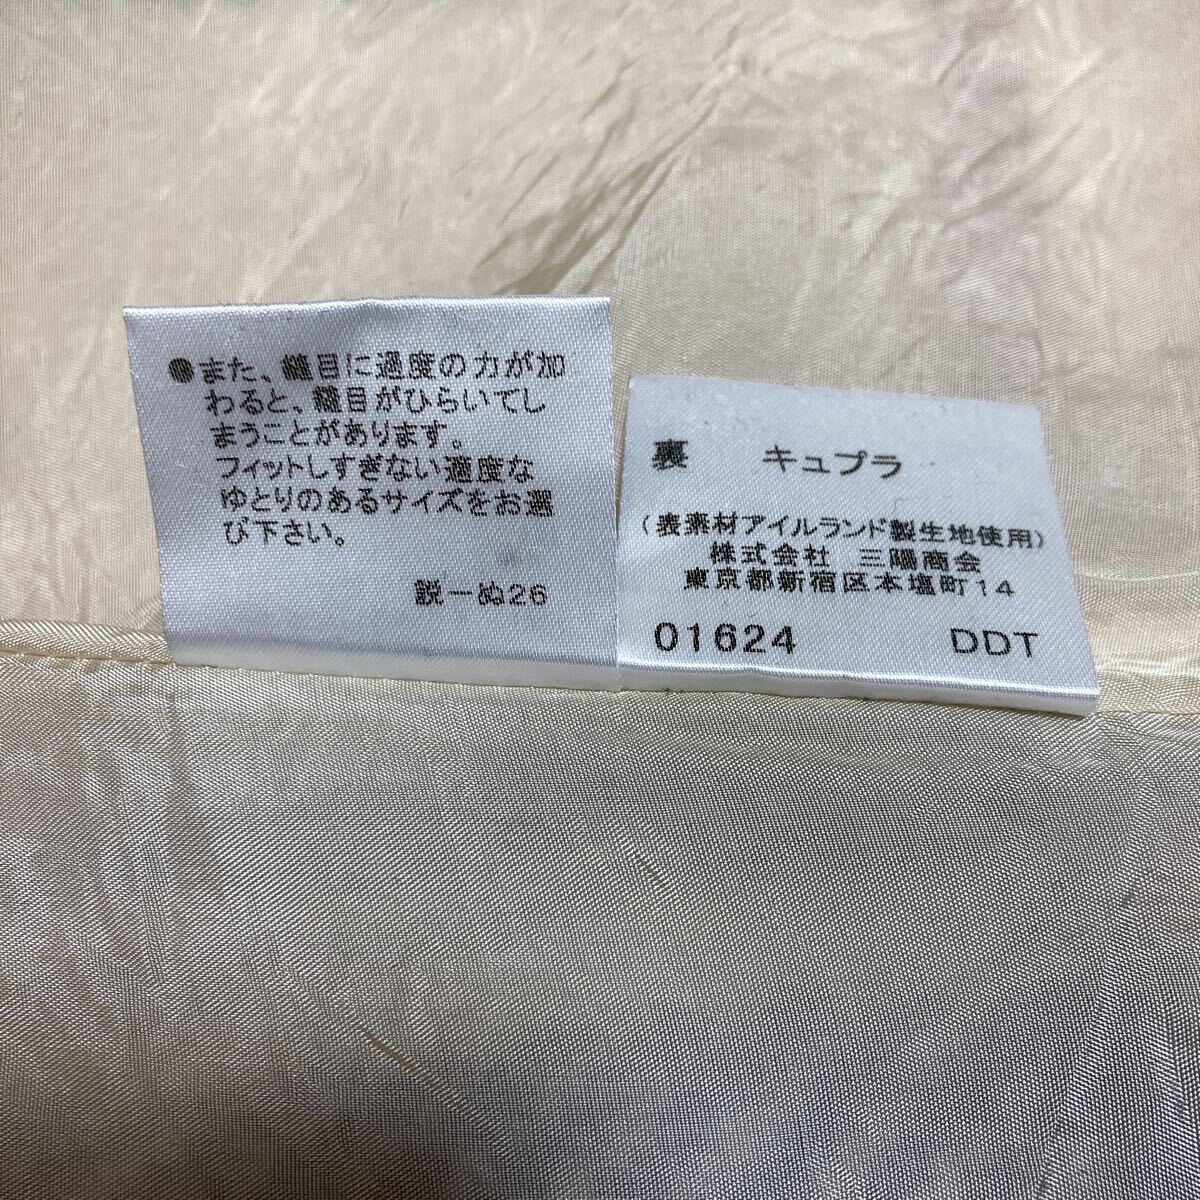 ●また、縫目に過度の力が加
わると、縫目がひらいてし
まうことがあります。
フィットしすぎない適度な
ゆとりのあるサイズをお選
び下さい。
説ーぬ26
裏 キュプラ
(表素材アイルランド製生地使用)
株式会社 三陽商会
東京都新宿区本塩町14
01624 DDT